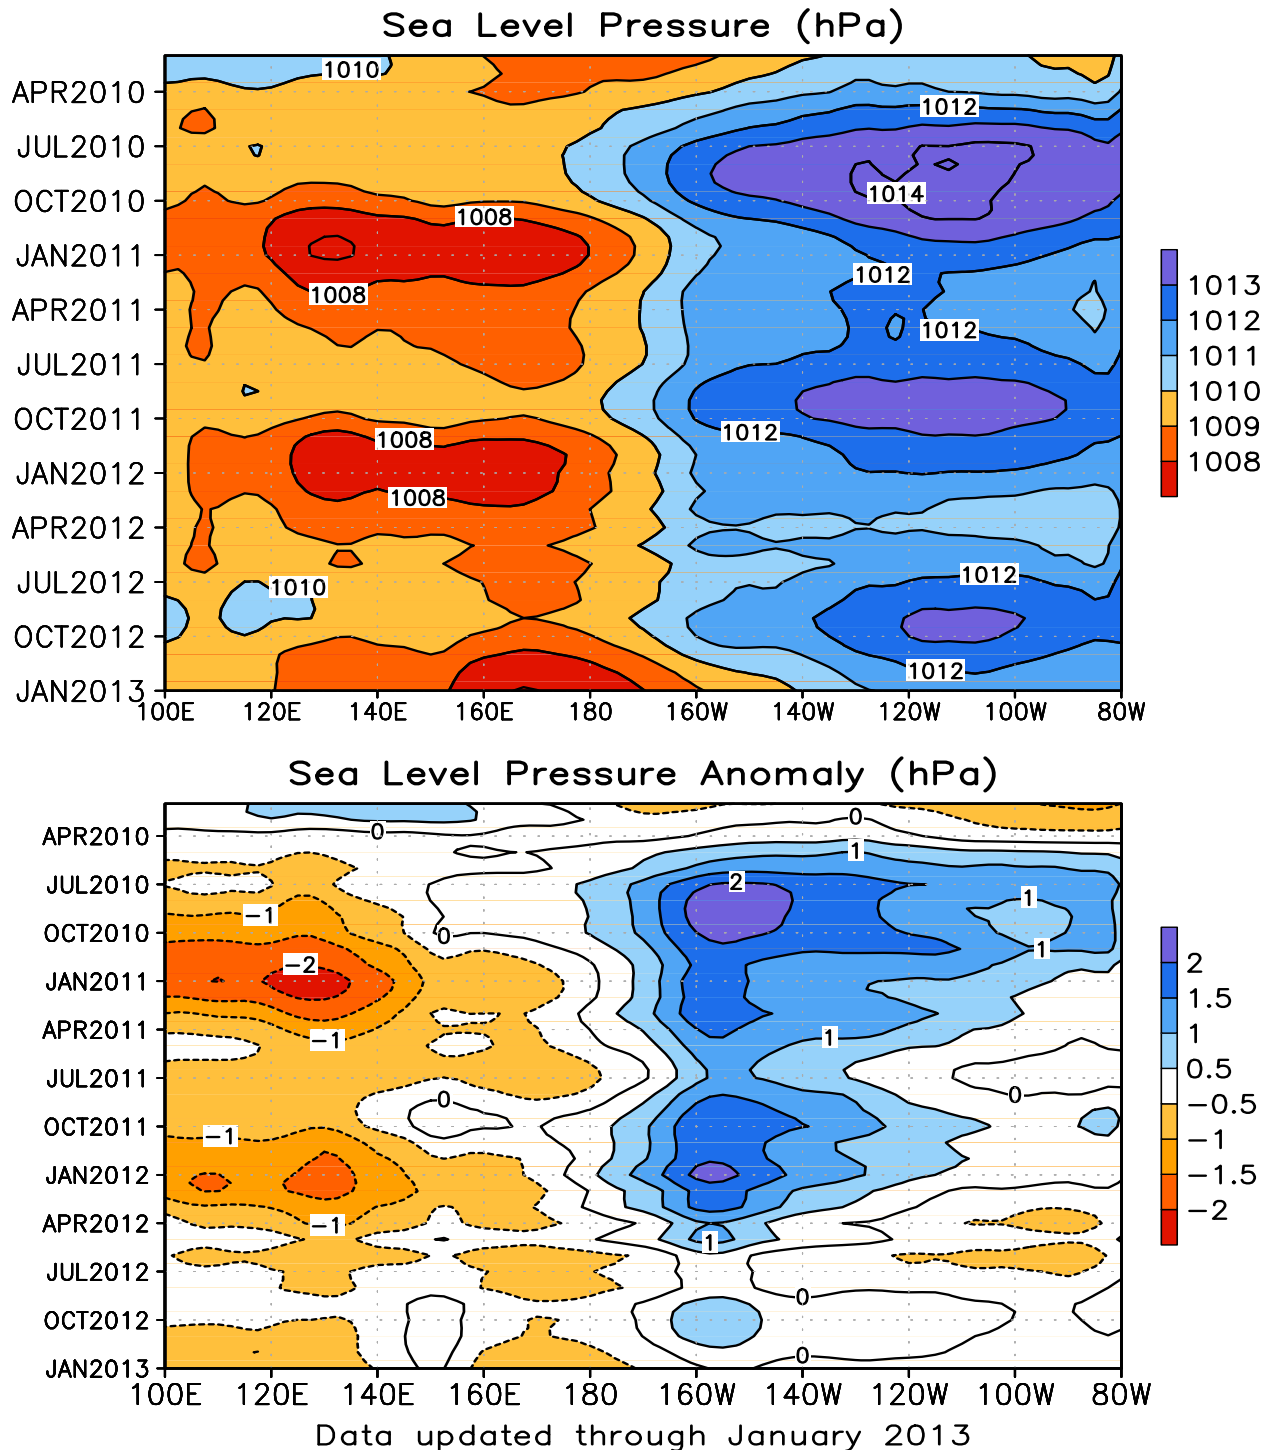 Sea Level Pressure (hPa)
APR2010
JUL2010
OCT2010
JAN2011
APR2011
JUL2011
OCT2011
JAN2012
APR2012
JUL2012
OCT2012
JAN2013
1010
1012
1014
1008
1012
1008
1012
1008
1012
1008
1012
1010
1012
100E 120E 140E 160E 180 160W 140W 120W 100W 80W
1013
1012
1011
1010
1009
1008
Sea Level Pressure Anomaly (hPa)
APR2010
JUL2010
OCT2010
JAN2011
APR2011
JUL2011
OCT2011
JAN2012
APR2012
JUL2012
OCT2012
JAN2013
0
0
1
2
1
-1
0
1
-2
-1
1
0
0
-1
-1
1
0
0
100E 120E 140E 160E 180 160W 140W 120W 100W 80W
2
1.5
1
0.5
-0.5
-1
-1.5
-2
Data updated through January 2013